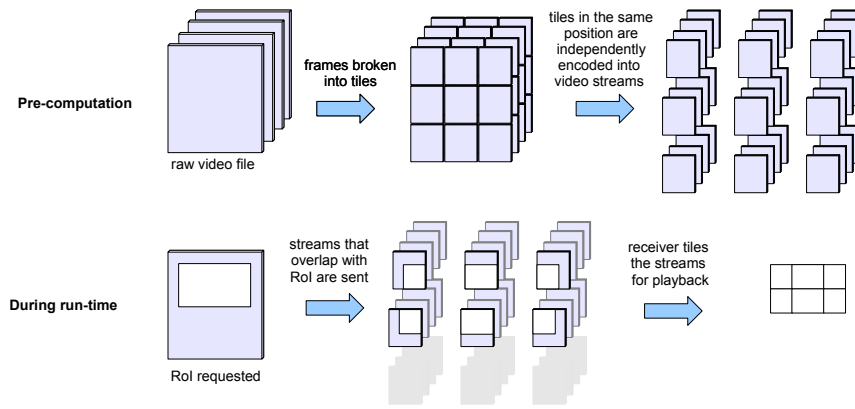 Pre-computation
raw video file
frames broken
into tiles
tiles in the same
position are
independently
encoded into
video streams
During run-time
RoI requested
streams that
overlap with
RoI are sent
receiver tiles
the streams
for playback